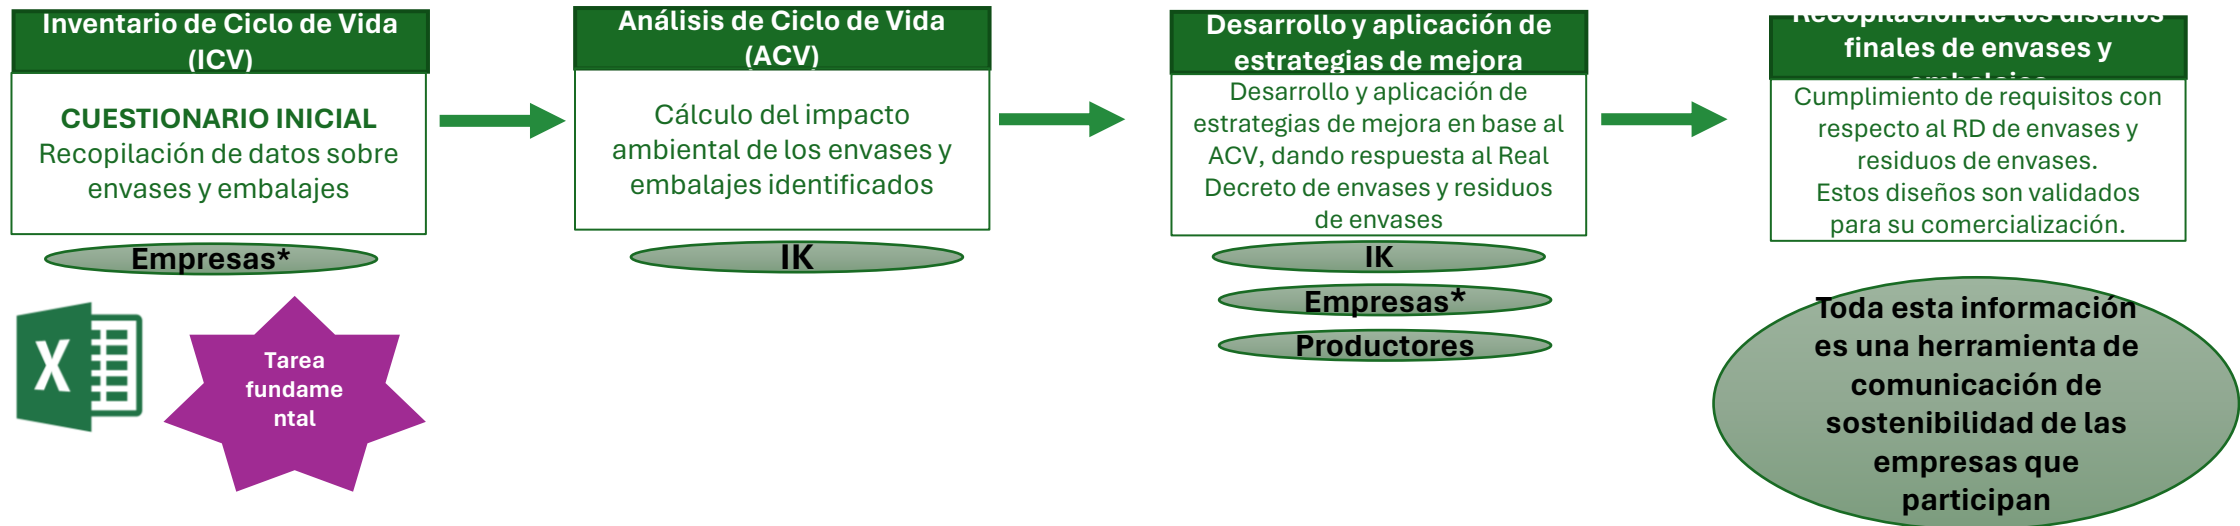 Inventario de Ciclo de Vida
(ICV)
CUESTIONARIO INICIAL
Recopilación de datos sobre
envases y embalajes
Empresas*
X
Tarea
fundame
ntal
Análisis de Ciclo de Vida
(ACV)
Cálculo del impacto
ambiental de los envases y
embalajes identificados
IK
Desarrollo y aplicación de
estrategias de mejora
Desarrollo y aplicación de
estrategias de mejora en base al
ACV, dando respuesta al Real
Decreto de envases y residuos
de envases
IK
Empresas*
Productores
Recopilación de los diseños
finales de envases y
embalajes
Cumplimiento de requisitos con
respecto al RD de envases y
residuos de envases.
Estos diseños son validados
para su comercialización.
Toda esta información
es una herramienta de
comunicación de
sostenibilidad de las
empresas que
participan